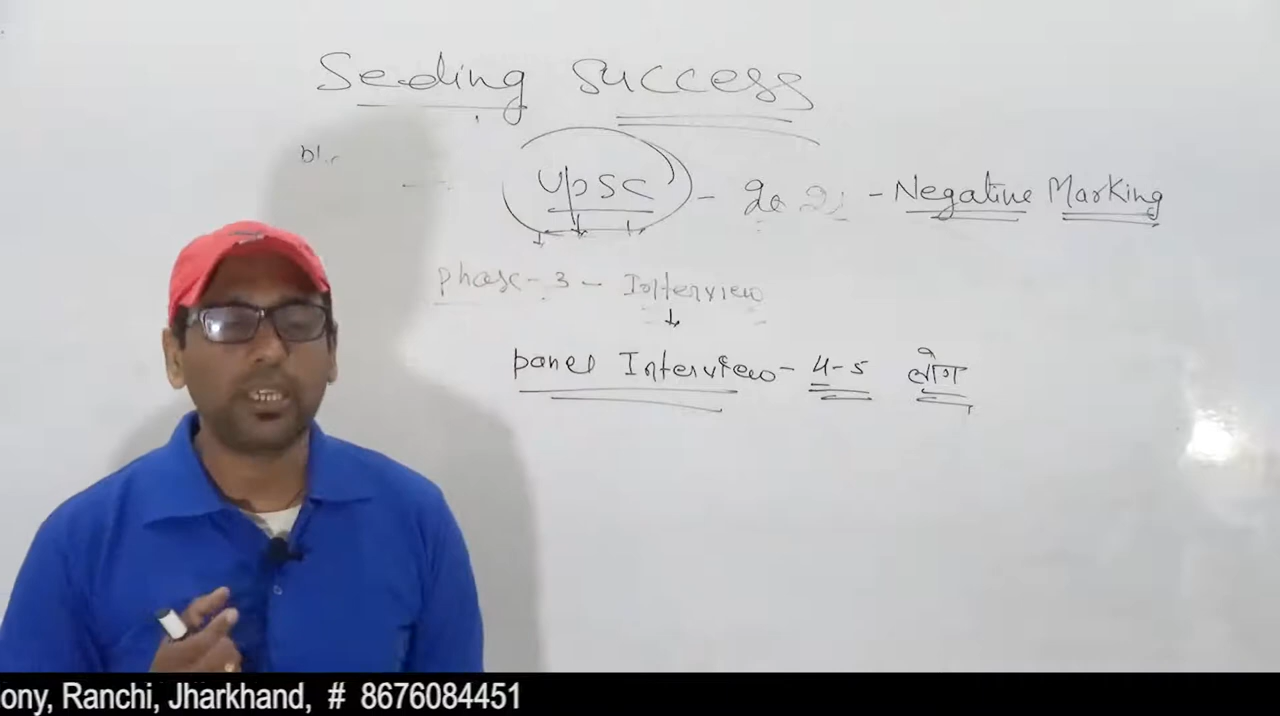 Seeding Success
UPSC - 2021 - Negative Marking
phase - 3 - Interview
panel Interview - 4-5 लोग
ony, Ranchi, Jharkhand, # 8676084451